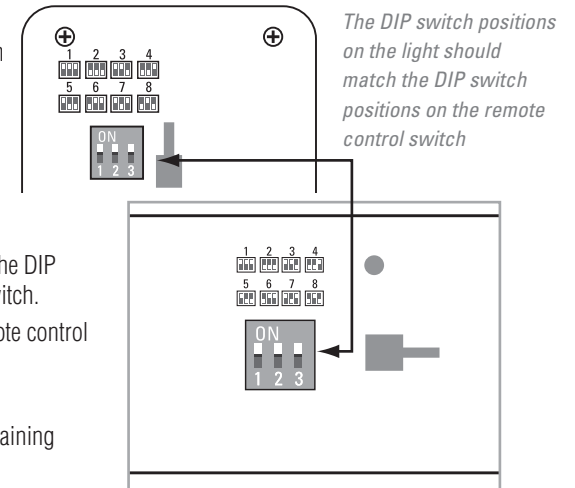 The DIP switch positions
on the light should
match the DIP switch
positions on the remote
control switch
1 2 3 4
5 6 7 8
ON
1 2 3
he DIP
itch.
ote control
aining
1 2 3 4
5 6 7 8
ON
1 2 3